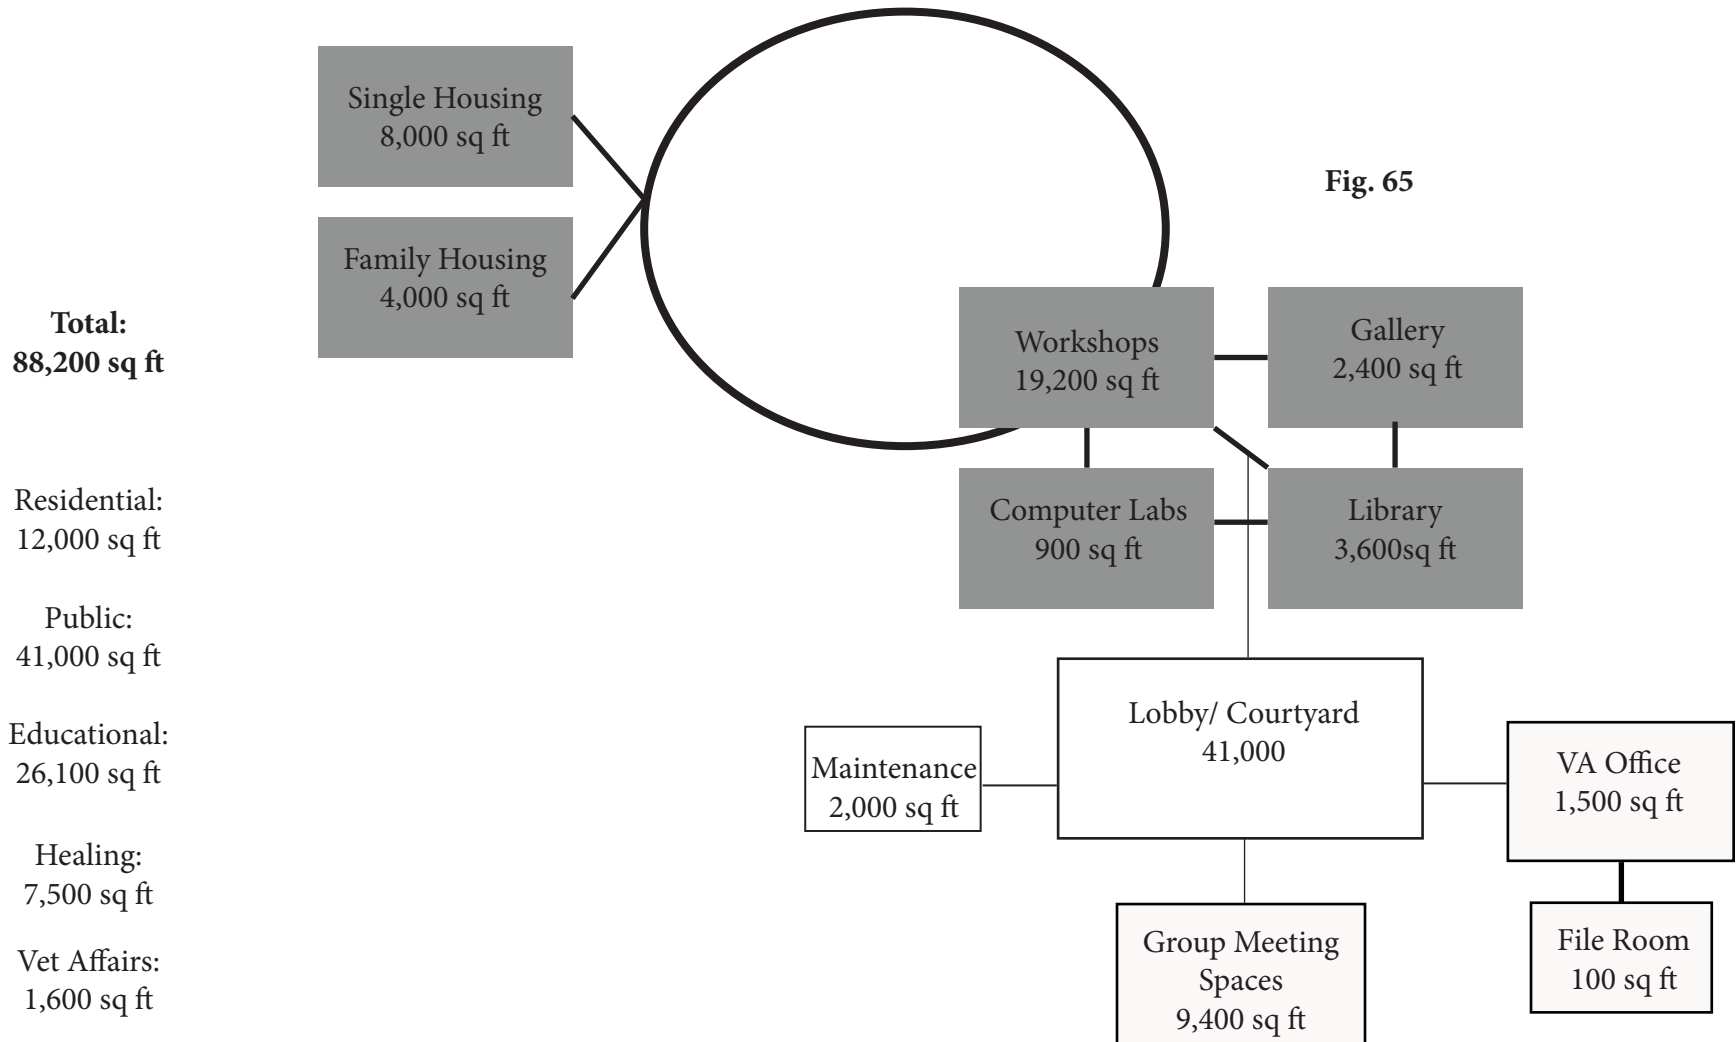 Single Housing
8,000 sq ft
Family Housing
4,000 sq ft
Fig. 65
Total:
88,200 sq ft
Workshops
19,200 sq ft
Gallery
2,400 sq ft
Computer Labs
900 sq ft
Library
3,600sq ft
Residential:
12,000 sq ft
Public:
41,000 sq ft
Educational:
26,100 sq ft
Healing:
7,500 sq ft
Vet Affairs:
1,600 sq ft
Lobby/ Courtyard
41,000
Maintenance
2,000 sq ft
VA Office
1,500 sq ft
Group Meeting
Spaces
9,400 sq ft
File Room
100 sq ft